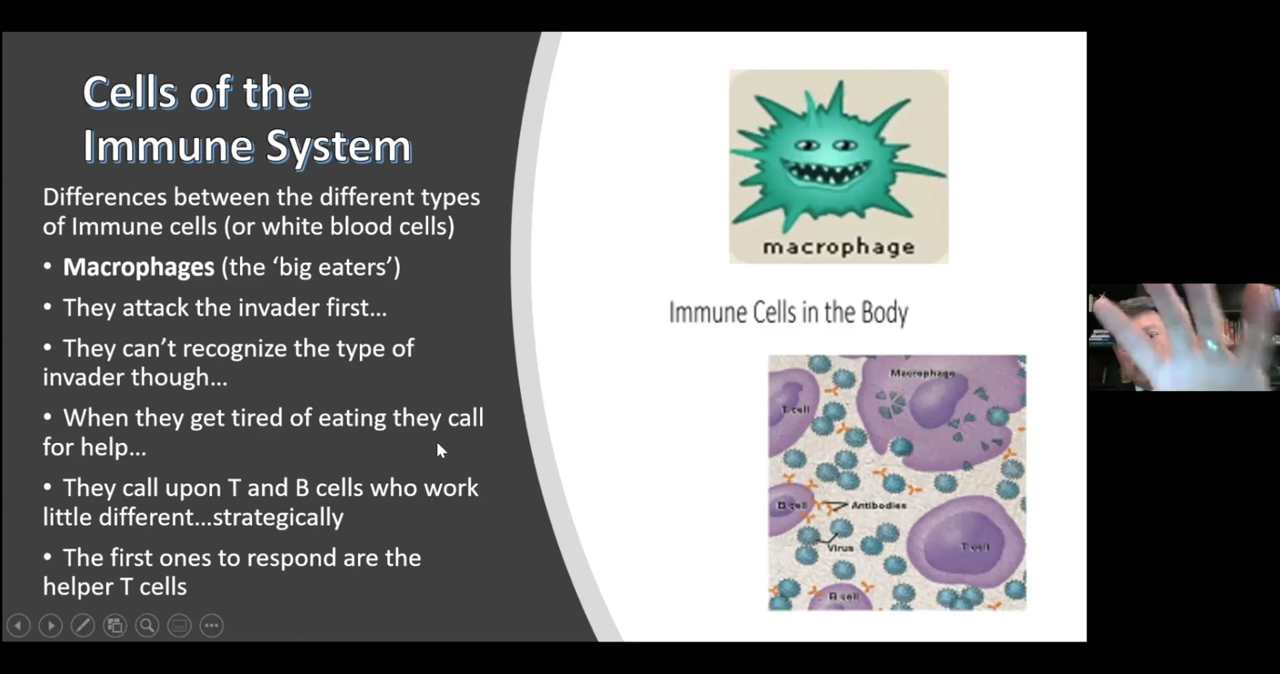 Cells of the
Immune System
Differences between the different types
of Immune cells (or white blood cells)
• Macrophages (the ‘big eaters’)
• They attack the invader first...
• They can’t recognize the type of
invader though...
• When they get tired of eating they call
for help...
• They call upon T and B cells who work
little different...strategically
• The first ones to respond are the
helper T cells
macrophage
Immune Cells in the Body
Macrophage
T cell
B cell
Antibodies
Virus
T cell
B cell